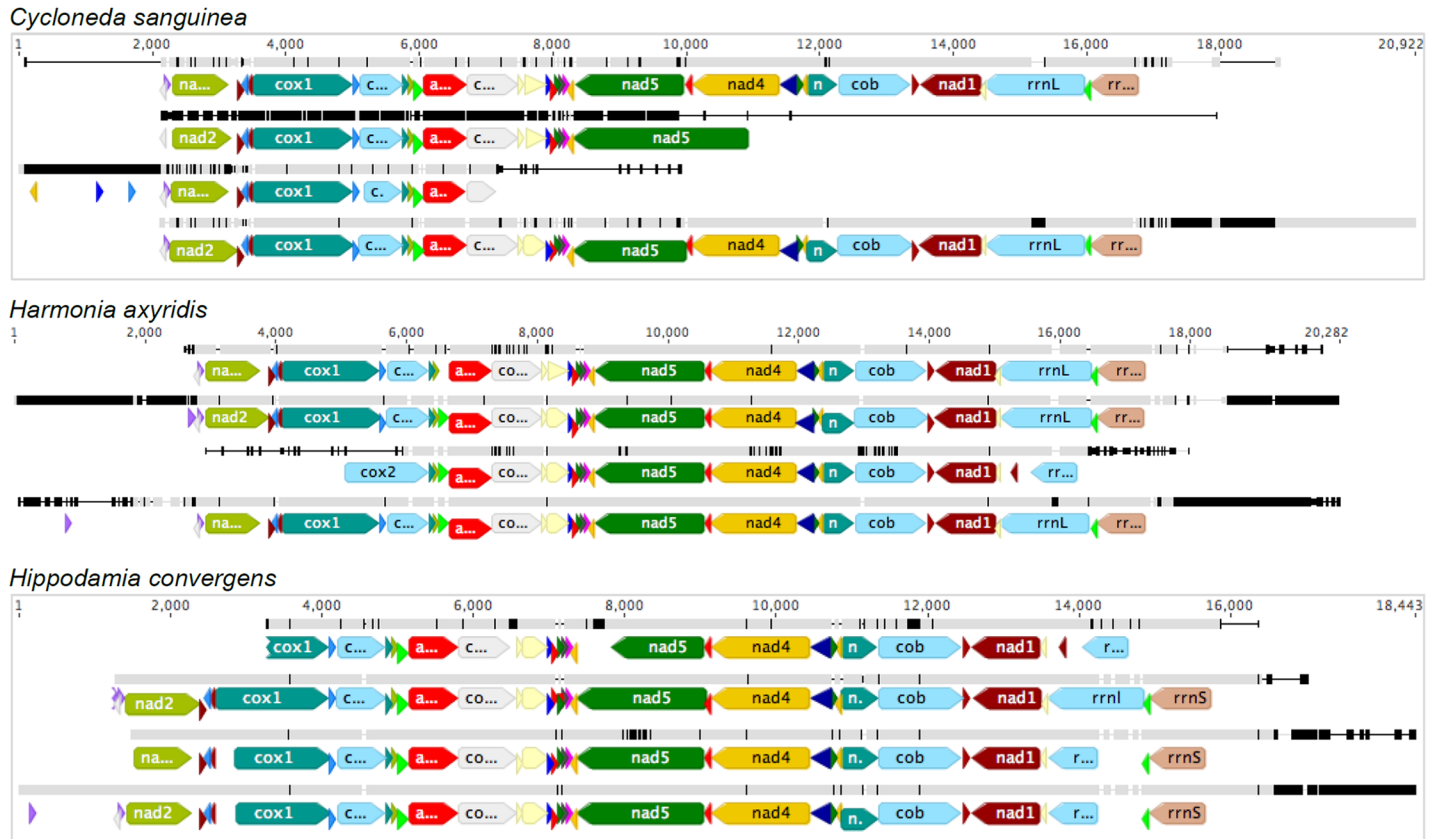 Cycloneda sanguinea
1 2,000 4,000 6,000 8,000 10,000 12,000 14,000 16,000 18,000 20,922
na... cox1 c... a... c... nad5 nad4 n cob nad1 rrnL rr...
nad2 cox1 c... a... c... nad5
na... cox1 c. a..
nad2 cox1 c... a... c... nad5 nad4 n cob nad1 rrnL rr...
Harmonia axyridis
1 2,000 4,000 6,000 8,000 10,000 12,000 14,000 16,000 18,000 20,282
na... cox1 c... a... co... nad5 nad4 n cob nad1 rrnL rr...
nad2 cox1 c... a... co... nad5 nad4 n cob nad1 rrnL rr...
cox2 a... co... nad5 nad4 n cob nad1 rr...
na... cox1 c... a... co... nad5 nad4 n cob nad1 rrnL rr...
Hippodamia convergens
1 2,000 4,000 6,000 8,000 10,000 12,000 14,000 16,000 18,443
cox1 c... a... c... nad5 nad4 n. cob nad1 r...
nad2 cox1 c... a... co... nad5 nad4 n. cob nad1 rrnl rrnS
na... cox1 c... a... co... nad5 nad4 n. cob nad1 r... rrnS
nad2 cox1 c... a... co... nad5 nad4 n. cob nad1 r... rrnS